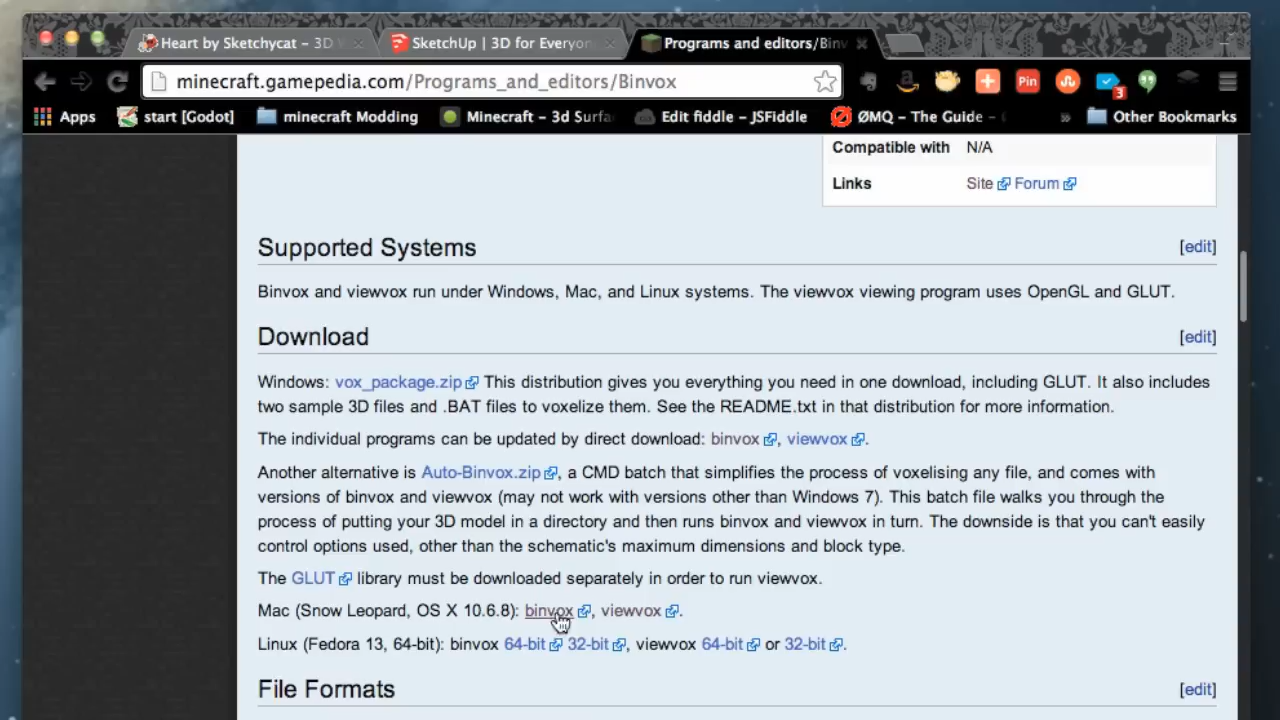 Heart by Sketchycat – 3D
SketchUp | 3D for Everyon
Programs and editors/Binv
minecraft.gamepedia.com/Programs_and_editors/Binvox
Pin
3
Apps
start [Godot]
minecraft Modding
Minecraft – 3d Surfa
Edit fiddle – JSFiddle
ØMQ – The Guide –
»
Other Bookmarks
Compatible with N/A
Links Site Forum
Supported Systems [edit]
Binvox and viewvox run under Windows, Mac, and Linux systems. The viewvox viewing program uses OpenGL and GLUT.
Download [edit]
Windows: vox_package.zip This distribution gives you everything you need in one download, including GLUT. It also includes
two sample 3D files and .BAT files to voxelize them. See the README.txt in that distribution for more information.
The individual programs can be updated by direct download: binvox, viewvox.
Another alternative is Auto-Binvox.zip, a CMD batch that simplifies the process of voxelising any file, and comes with
versions of binvox and viewvox (may not work with versions other than Windows 7). This batch file walks you through the
process of putting your 3D model in a directory and then runs binvox and viewvox in turn. The downside is that you can't easily
control options used, other than the schematic's maximum dimensions and block type.
The GLUT library must be downloaded separately in order to run viewvox.
Mac (Snow Leopard, OS X 10.6.8): binvox, viewvox.
Linux (Fedora 13, 64-bit): binvox 64-bit 32-bit, viewvox 64-bit or 32-bit.
File Formats [edit]